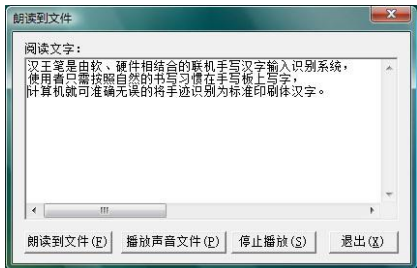 朗读到文件
阅读文字:
汉王笔是由软、硬件相结合的联机手写汉字输入识别系统,
使用者只需按照自然的书写习惯在手写板上写字,
计算机就可准确无误的将手迹识别为标准印刷体汉字。
朗读到文件(P) 播放声音文件(P) 停止播放(S) 退出(X)